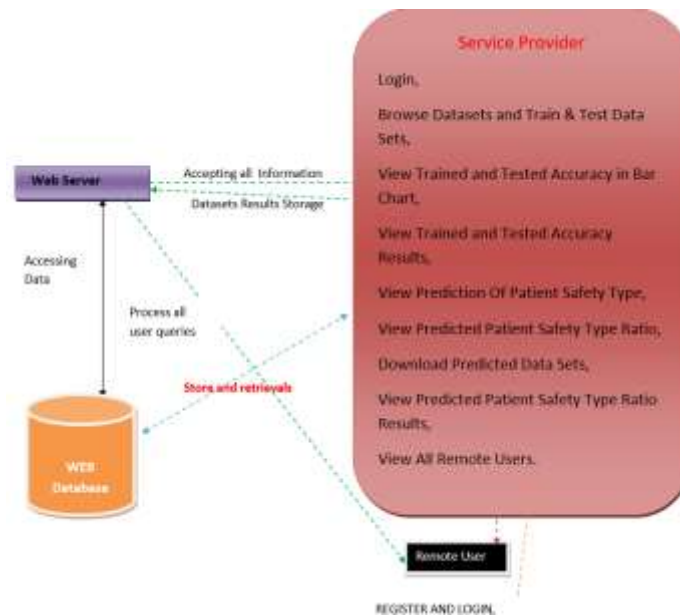 Service Provider
Login,
Browse Datasets and Train & Test Data
Sets,
View Trained and Tested Accuracy in Bar
Chart,
View Trained and Tested Accuracy
Results,
View Prediction Of Patient Safety Type,
View Predicted Patient Safety Type Ratio,
Download Predicted Data Sets,
View Predicted Patient Safety Type Ratio
Results,
View All Remote Users.
Web Server
Accepting all Information
Datasets Results Storage
Accessing
Data
Process all
user queries
Store and retrievals
WEB
Database
Remote User
REGISTER AND LOGIN,